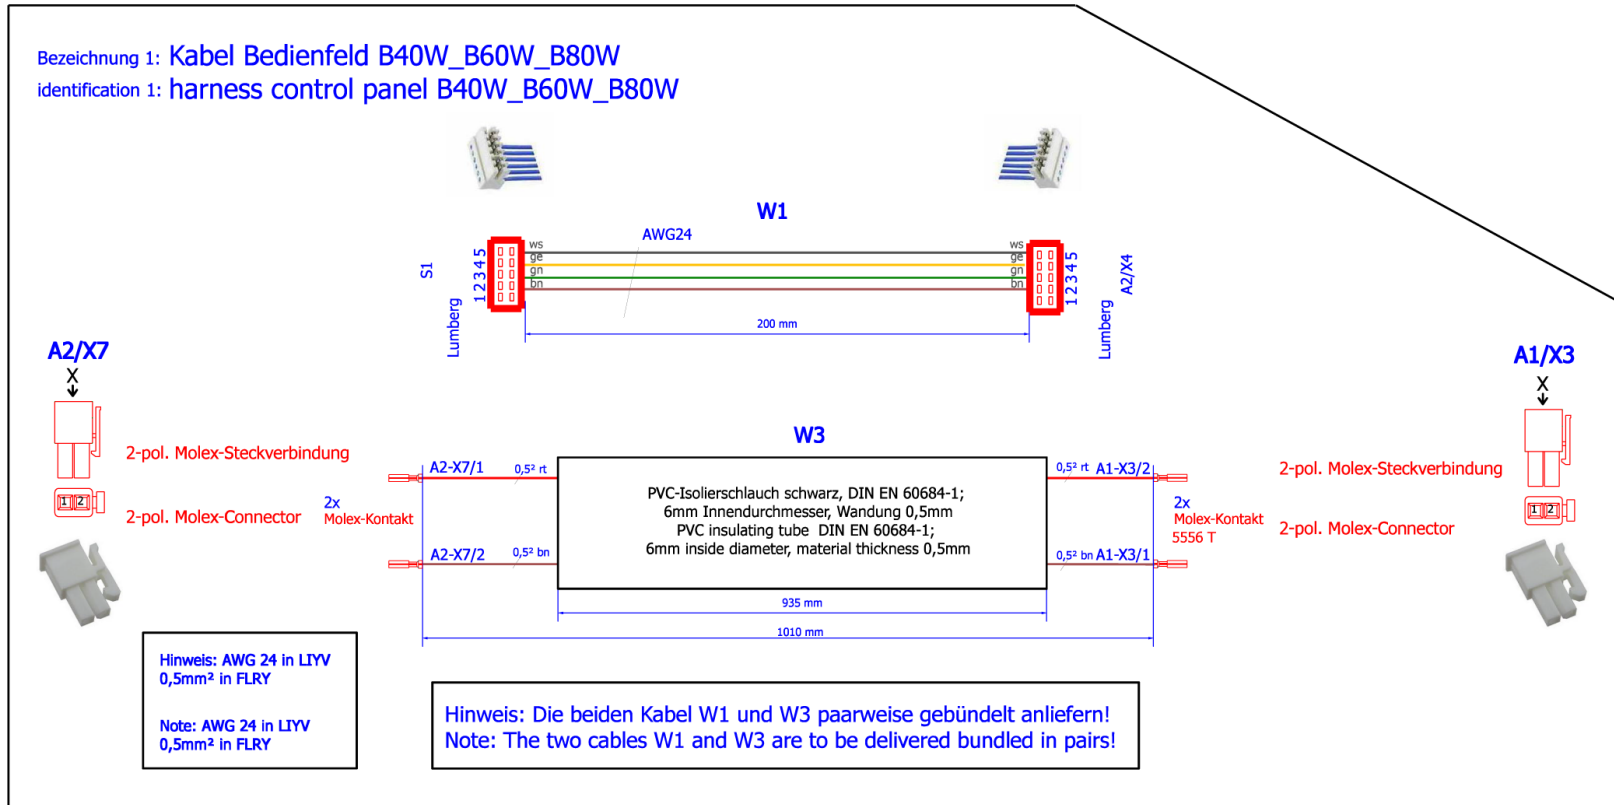 Bezeichnung 1: Kabel Bedienfeld B40W_B60W_B80W
identification 1: harness control panel B40W_B60W_B80W
W1
AWG24
ws
ws
ge
ge
gn
gn
bn
bn
S1
1 2 3 4 5
Lumberg
1 2 3 4 5
A2/X4
Lumberg
200 mm
A2/X7
X
A1/X3
X
W3
2-pol. Molex-Steckverbindung
1 2
2-pol. Molex-Connector
2x
Molex-Kontakt
A2-X7/1
0,5² rt
A2-X7/2
0,5² bn
PVC-Isolierschlauch schwarz, DIN EN 60684-1;
6mm Innendurchmesser, Wandung 0,5mm
PVC insulating tube DIN EN 60684-1;
6mm inside diameter, material thickness 0,5mm
0,5² rt
A1-X3/2
0,5² bn
A1-X3/1
2x
Molex-Kontakt
5556 T
2-pol. Molex-Steckverbindung
1 2
2-pol. Molex-Connector
935 mm
1010 mm
Hinweis: AWG 24 in LIYV
0,5mm² in FLRY
Note: AWG 24 in LIYV
0,5mm² in FLRY
Hinweis: Die beiden Kabel W1 und W3 paarweise gebündelt anliefern!
Note: The two cables W1 and W3 are to be delivered bundled in pairs!